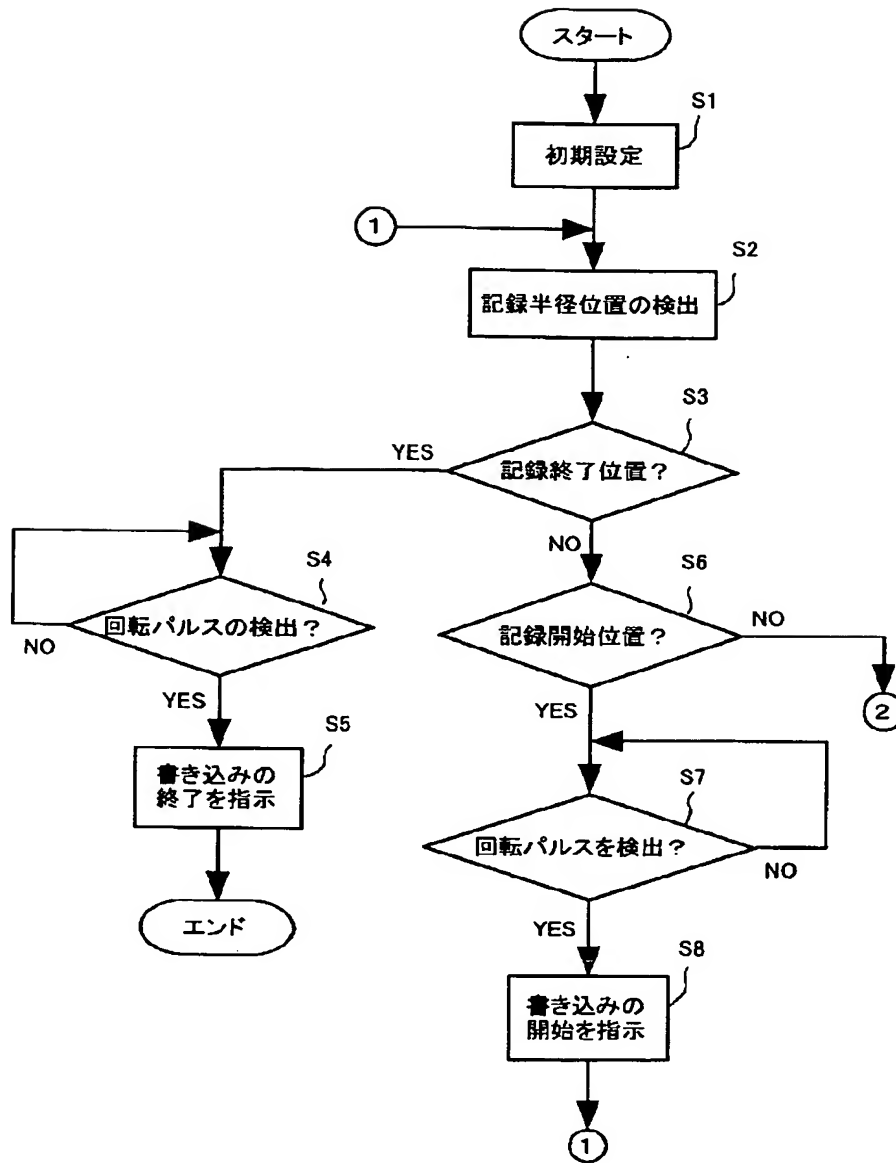 スタート
S1
初期設定
1
S2
記録半径位置の検出
S3
YES
記録終了位置?
NO
S4
S6
回転パルスの検出?
記録開始位置?
NO
NO
YES
YES
2
S5
書き込みの
終了を指示
S7
回転パルスを検出?
NO
エンド
YES
S8
書き込みの
開始を指示
1